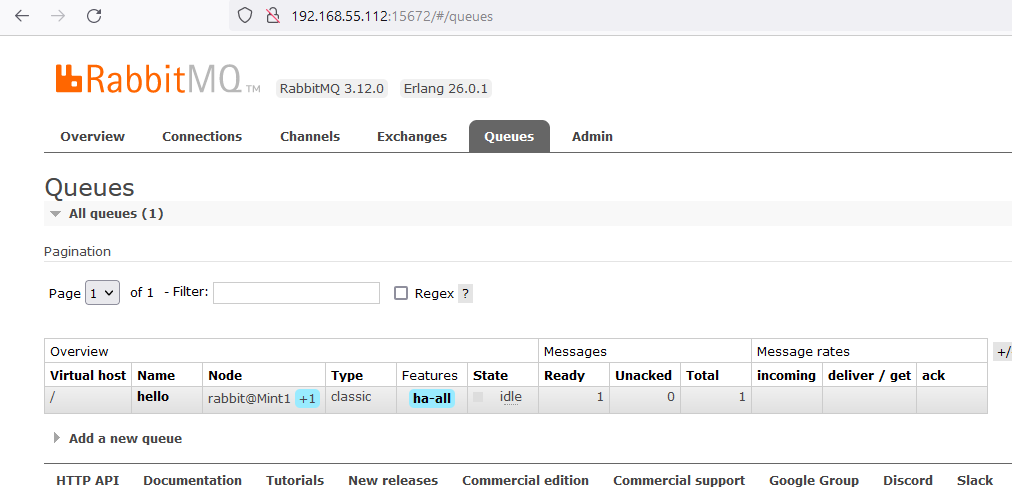 192.168.55.112:15672/#/queues
RabbitMQ TM RabbitMQ 3.12.0 Erlang 26.0.1
Overview Connections Channels Exchanges Queues Admin
Queues
All queues (1)
Pagination
Page 1 of 1 - Filter: Regex ?
Overview Messages Message rates +/
Virtual host Name Node Type Features State Ready Unacked Total incoming deliver / get ack
/ hello rabbit@Mint1 +1 classic ha-all idle 1 0 1
Add a new queue
HTTP API Documentation Tutorials New releases Commercial edition Commercial support Google Group Discord Slack